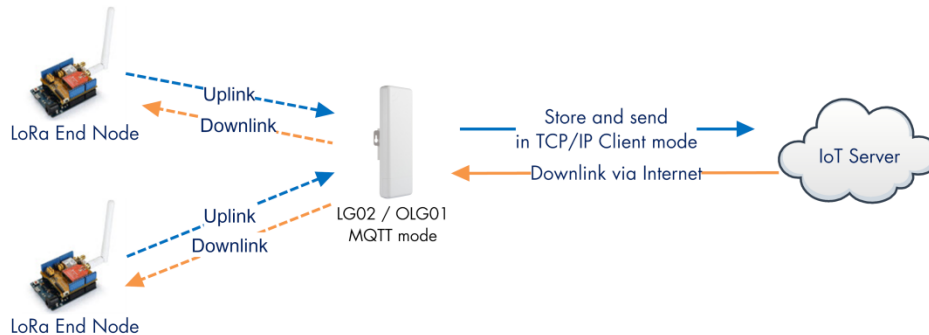 Uplink
Downlink
LoRa End Node
Store and send
in TCP/IP Client mode
IoT Server
Downlink via Internet
LG02 / OLG01
MQTT mode
Uplink
Downlink
LoRa End Node